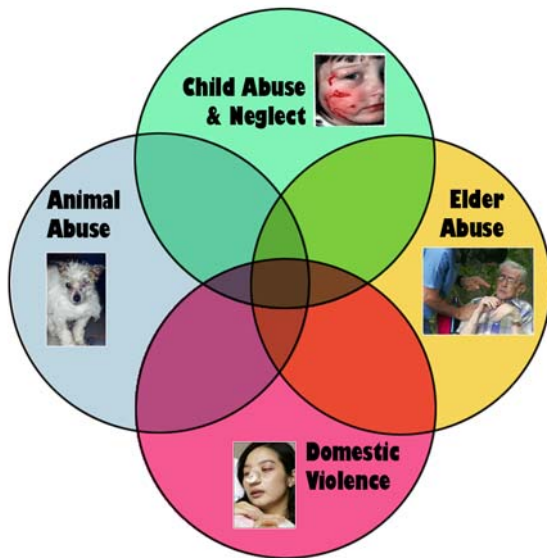 Child Abuse
& Neglect
Animal
Abuse
Elder
Abuse
Domestic
Violence